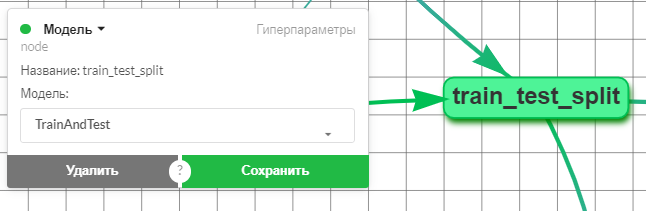 Модель
Гиперпараметры
node
Название: train_test_split
Модель:
TrainAndTest
Удалить
?
Сохранить
train_test_split